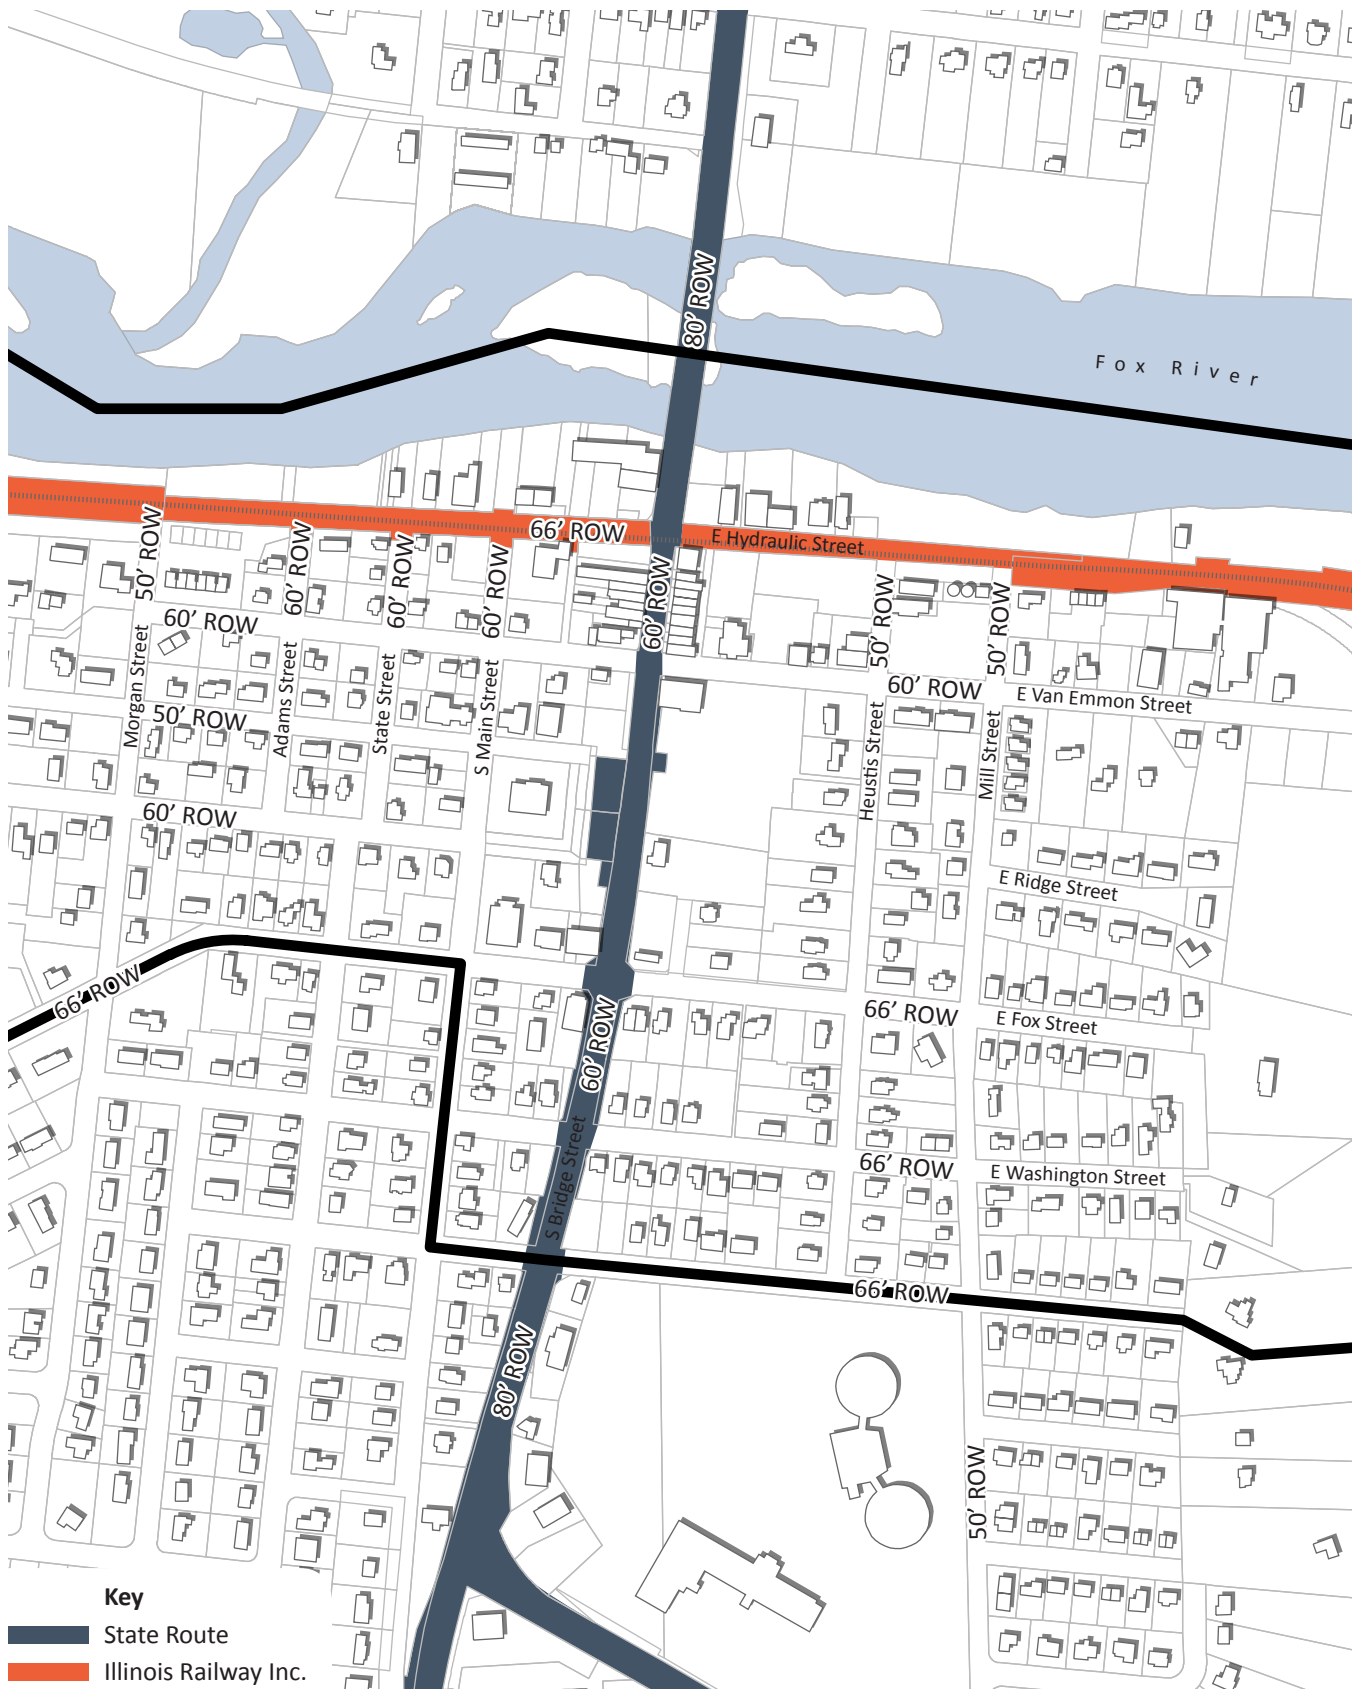 80’ ROW
Fox River
50’ ROW
60’ ROW
60’ ROW
60’ ROW
66’ ROW
60’ ROW
E Hydraulic Street
50’ ROW
50’ ROW
60’ ROW
Morgan Street
Adams Street
State Street
S Main Street
60’ ROW
E Van Emmon Street
50’ ROW
Heustis Street
Mill Street
60’ ROW
E Ridge Street
66’ ROW
60’ ROW
66’ ROW
E Fox Street
S Bridge Street
66’ ROW
E Washington Street
66’ ROW
80’ ROW
50’ ROW
Key
State Route
Illinois Railway Inc.